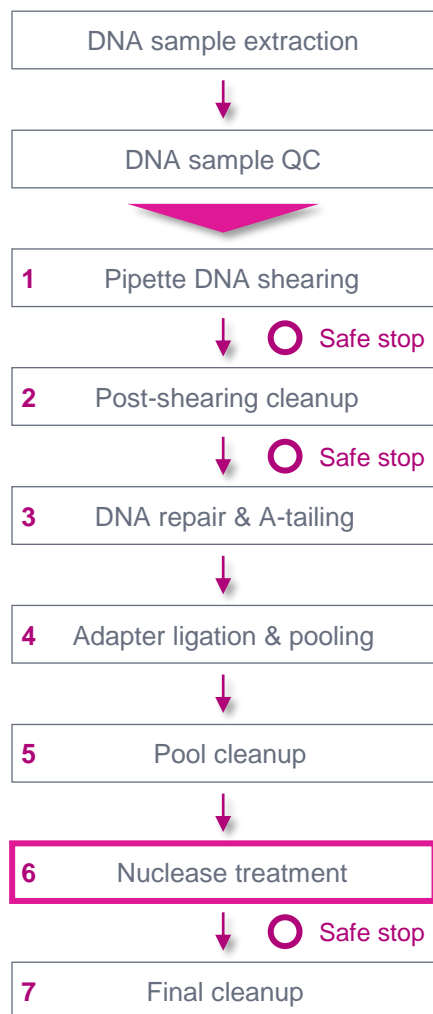 DNA sample extraction
DNA sample QC
1 Pipette DNA shearing
Safe stop
2 Post-shearing cleanup
Safe stop
3 DNA repair & A-tailing
4 Adapter ligation & pooling
5 Pool cleanup
6 Nuclease treatment
Safe stop
7 Final cleanup